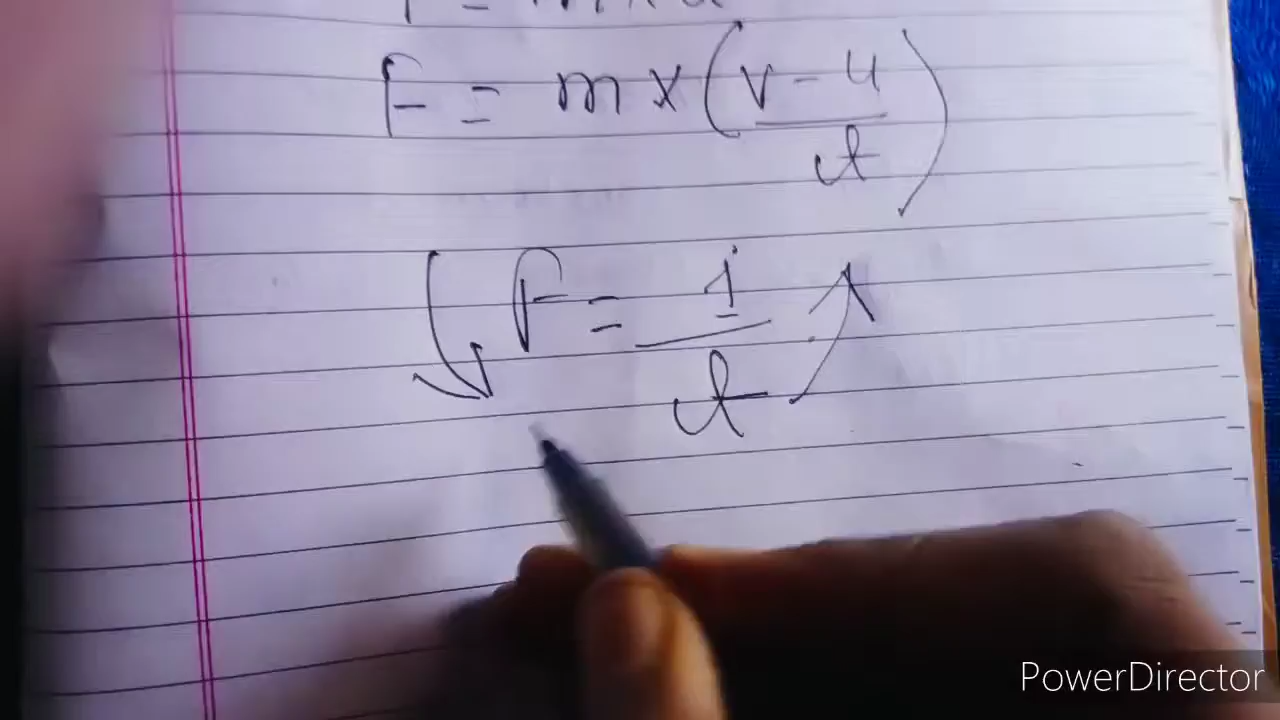 F = m x a
F = m x (v - u / t)
F = 1 / t
PowerDirector